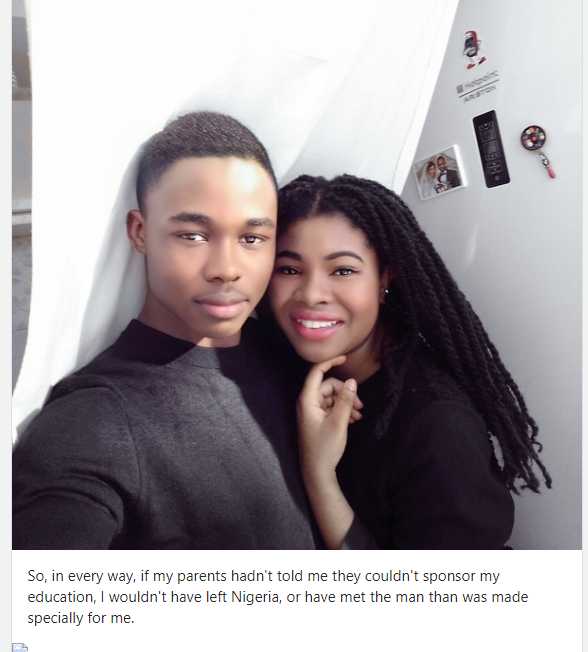 Hotpoint
ARISTON
So, in every way, if my parents hadn't told me they couldn't sponsor my
education, I wouldn't have left Nigeria, or have met the man than was made
specially for me.